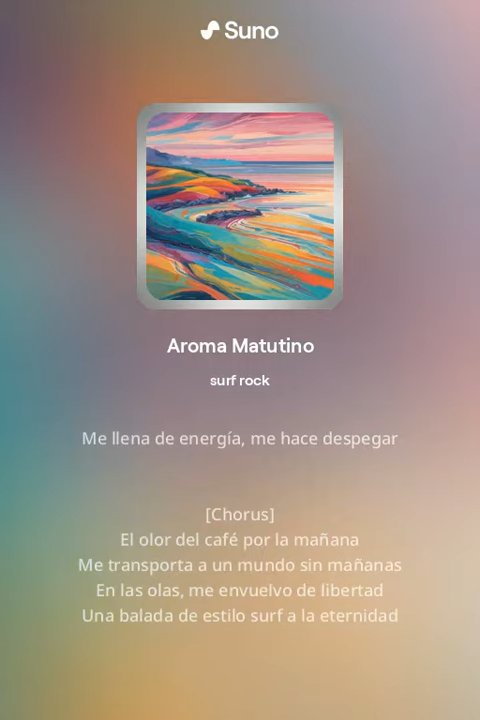 Suno
Aroma Matutino
surf rock
Me llena de energía, me hace despegar
[Chorus]
El olor del café por la mañana
Me transporta a un mundo sin mañanas
En las olas, me envuelvo de libertad
Una balada de estilo surf a la eternidad